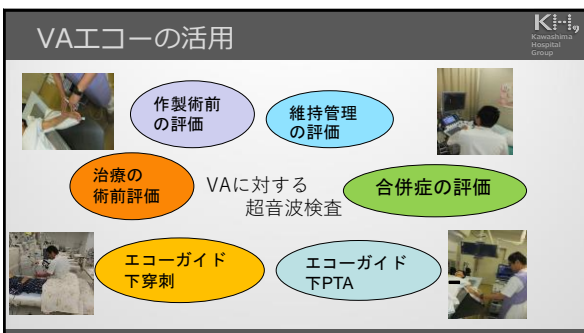 VAエコーの活用
KHG,
Kawashima
Hospital
Group
作製術前
の評価
維持管理
の評価
治療の
術前評価
VAに対する
超音波検査
合併症の評価
エコーガイド
下穿刺
エコーガイド
下PTA